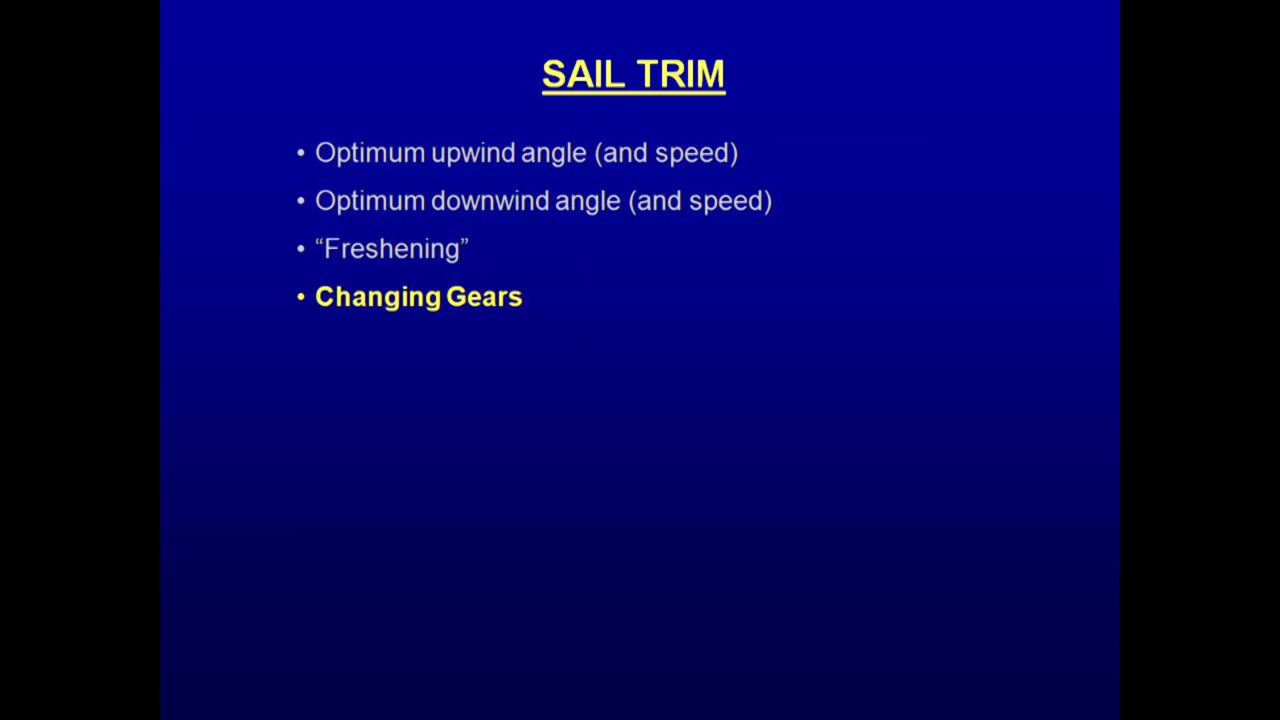 SAIL TRIM
• Optimum upwind angle (and speed)
• Optimum downwind angle (and speed)
• “Freshening”
• Changing Gears